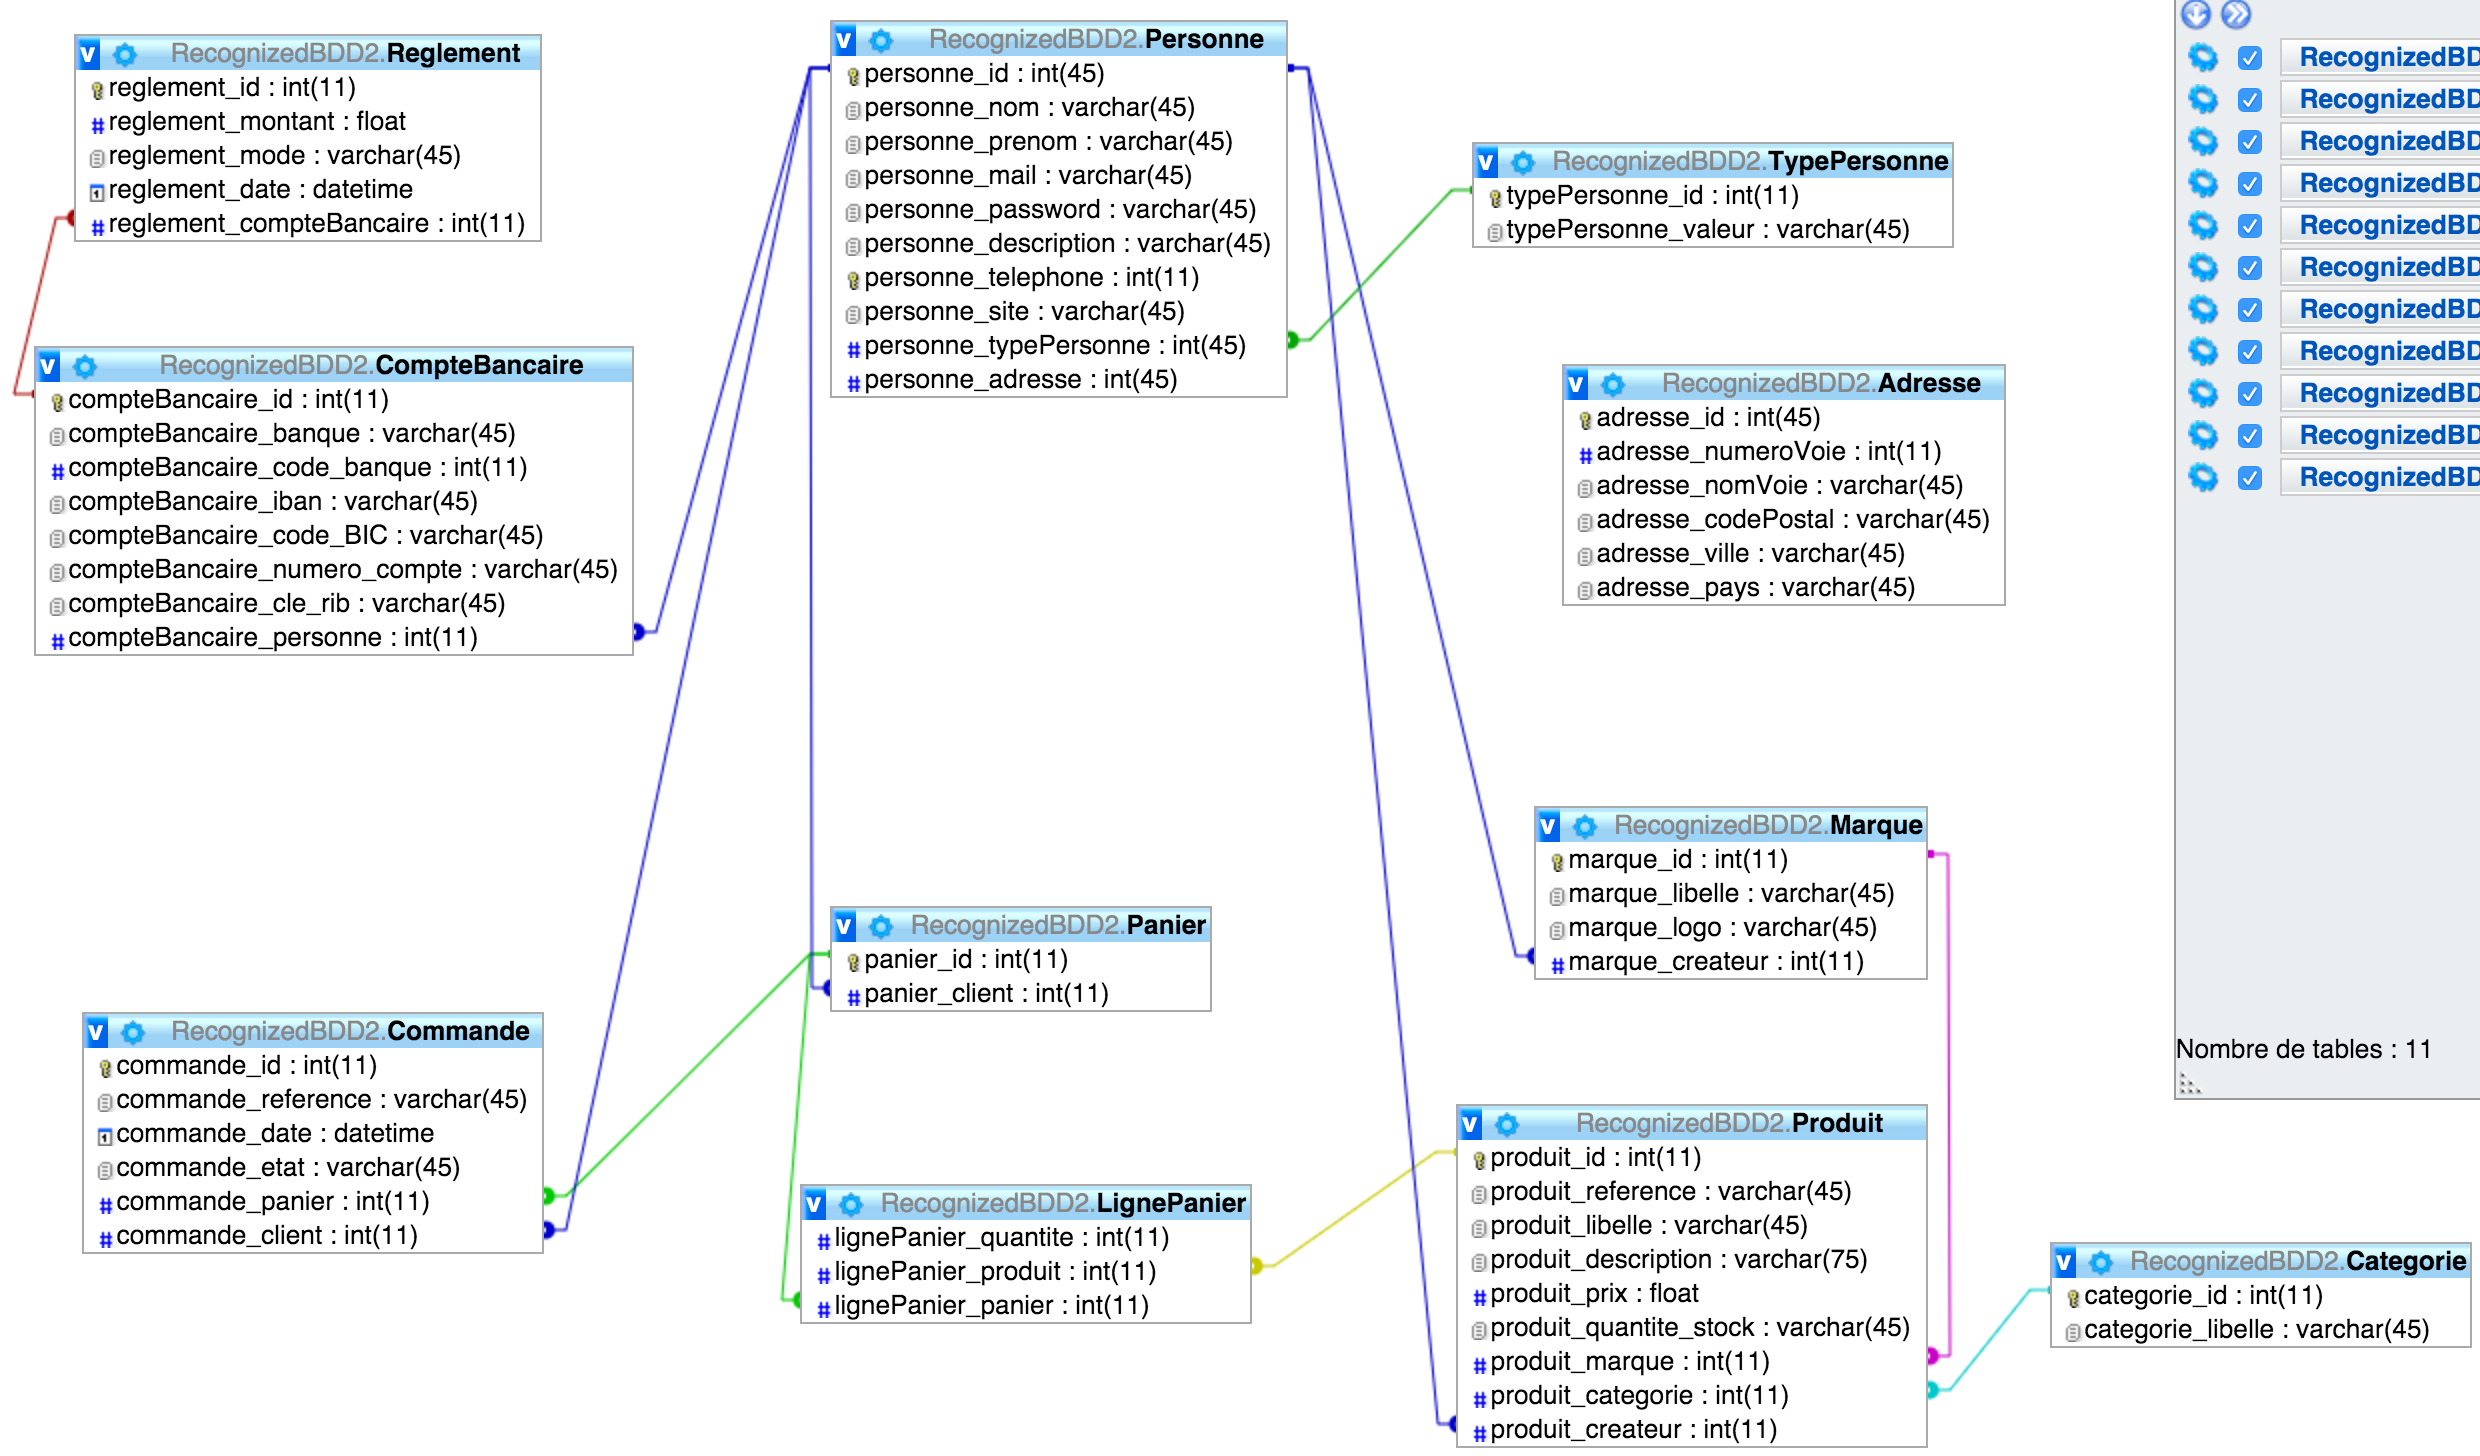 RecognizedBDD2.Reglement
reglement_id : int(11)
reglement_montant : float
reglement_mode : varchar(45)
reglement_date : datetime
reglement_compteBancaire : int(11)
RecognizedBDD2.Personne
personne_id : int(45)
personne_nom : varchar(45)
personne_prenom : varchar(45)
personne_mail : varchar(45)
personne_password : varchar(45)
personne_description : varchar(45)
personne_telephone : int(11)
personne_site : varchar(45)
personne_typePersonne : int(45)
personne_adresse : int(45)
RecognizedBDD2.TypePersonne
typePersonne_id : int(11)
typePersonne_valeur : varchar(45)
RecognizedBDD2.CompteBancaire
compteBancaire_id : int(11)
compteBancaire_banque : varchar(45)
compteBancaire_code_banque : int(11)
compteBancaire_iban : varchar(45)
compteBancaire_code_BIC : varchar(45)
compteBancaire_numero_compte : varchar(45)
compteBancaire_cle_rib : varchar(45)
compteBancaire_personne : int(11)
RecognizedBDD2.Adresse
adresse_id : int(45)
adresse_numeroVoie : int(11)
adresse_nomVoie : varchar(45)
adresse_codePostal : varchar(45)
adresse_ville : varchar(45)
adresse_pays : varchar(45)
RecognizedBDD2.Marque
marque_id : int(11)
marque_libelle : varchar(45)
marque_logo : varchar(45)
marque_createur : int(11)
RecognizedBDD2.Panier
panier_id : int(11)
panier_client : int(11)
RecognizedBDD2.Commande
commande_id : int(11)
commande_reference : varchar(45)
commande_date : datetime
commande_etat : varchar(45)
commande_panier : int(11)
commande_client : int(11)
RecognizedBDD2.LignePanier
lignePanier_quantite : int(11)
lignePanier_produit : int(11)
lignePanier_panier : int(11)
RecognizedBDD2.Produit
produit_id : int(11)
produit_reference : varchar(45)
produit_libelle : varchar(45)
produit_description : varchar(75)
produit_prix : float
produit_quantite_stock : varchar(45)
produit_marque : int(11)
produit_categorie : int(11)
produit_createur : int(11)
RecognizedBDD2.Categorie
categorie_id : int(11)
categorie_libelle : varchar(45)
RecognizedBD
RecognizedBD
RecognizedBD
RecognizedBD
RecognizedBD
RecognizedBD
RecognizedBD
RecognizedBD
RecognizedBD
RecognizedBD
RecognizedBD
Nombre de tables : 11